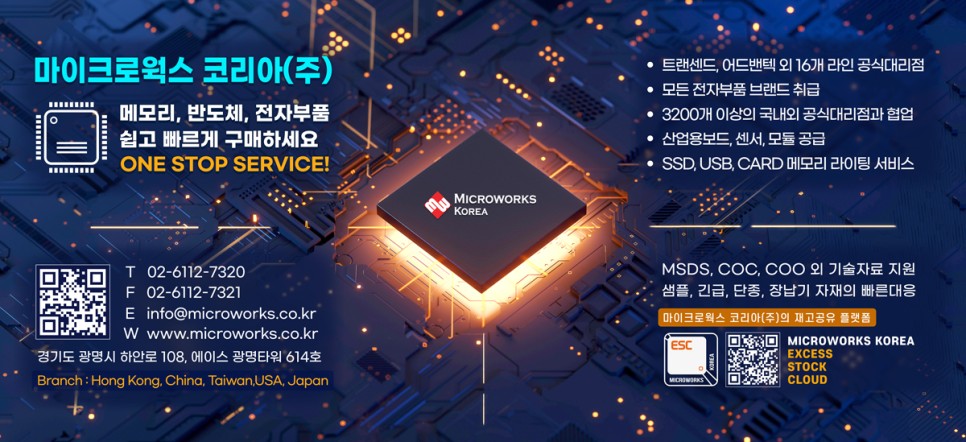 마이크로웍스 코리아(주)
메모리, 반도체, 전자부품
쉽고 빠르게 구매하세요
ONE STOP SERVICE!
T 02-6112-7320
F 02-6112-7321
E info@microworks.co.kr
W www.microworks.co.kr
경기도 광명시 하안로 108, 에이스 광명타워 614호
Branch : Hong Kong, China, Taiwan,USA, Japan
MICROWORKS
KOREA
• 트랜센드, 어드밴텍 외 16개 라인 공식대리점
• 모든 전자부품 브랜드 취급
• 3200개 이상의 국내외 공식대리점과 협업
• 산업용보드, 센서, 모듈 공급
• SSD, USB, CARD 메모리 라이팅 서비스
MSDS, COC, COO 외 기술자료 지원
샘플, 긴급, 단종, 장납기 자재의 빠른대응
마이크로웍스 코리아(주)의 재고공유 플랫폼
ESC
MICROWORKS
KOREA
MICROWORKS KOREA
EXCESS
STOCK
CLOUD